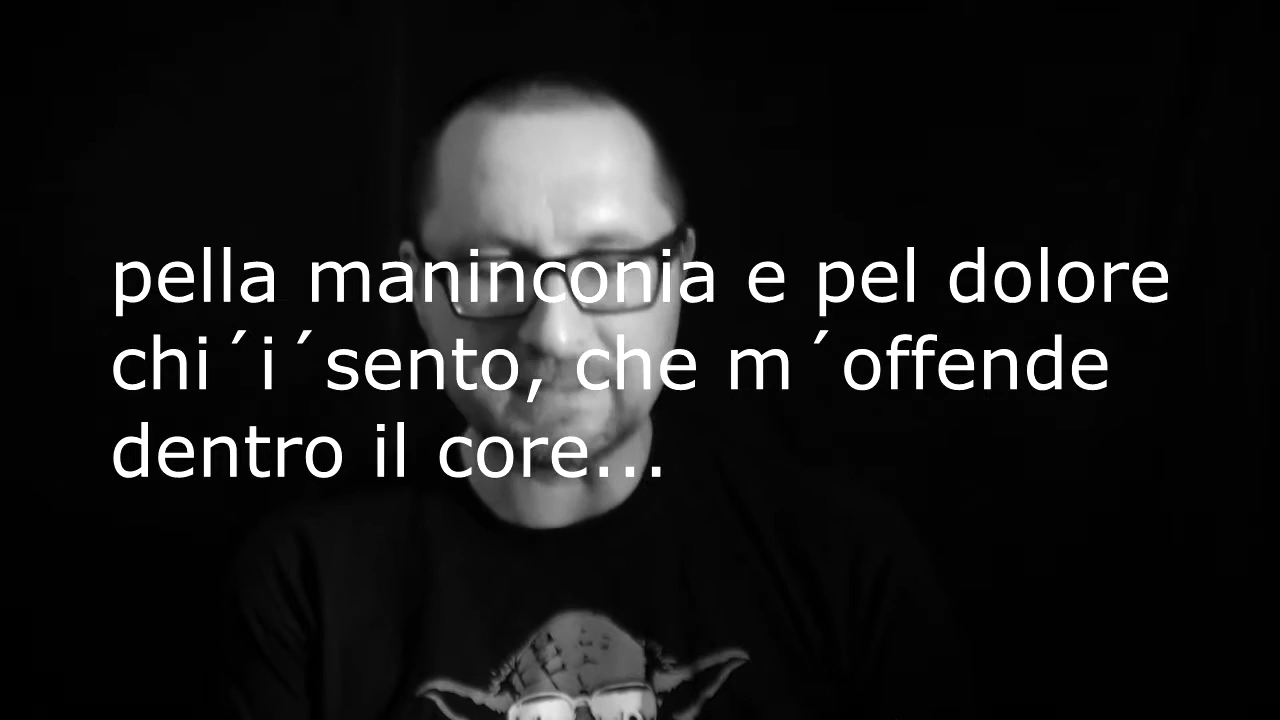 pella maninconia e pel dolore
chi´i´sento, che m´offende
dentro il core...